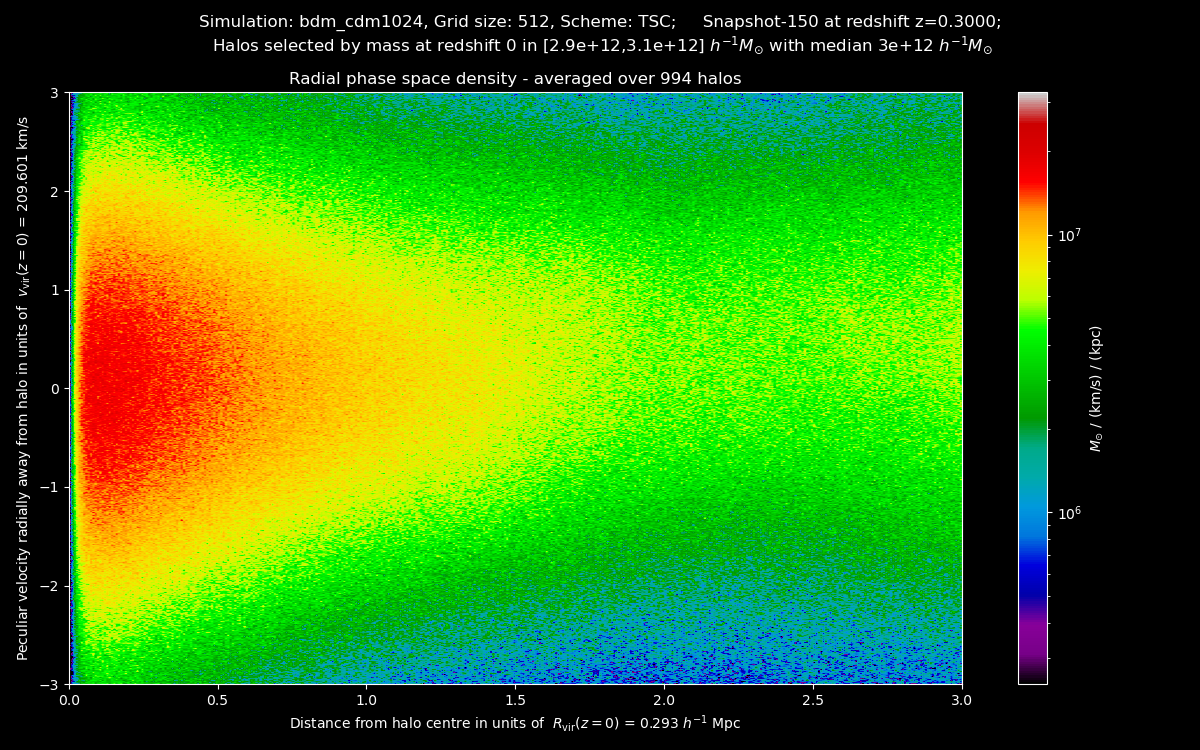 Simulation: bdm_cdm1024, Grid size: 512, Scheme: TSC; Snapshot-150 at redshift z=0.3000;
Halos selected by mass at redshift 0 in [2.9e+12,3.1e+12] h⁻¹M☉ with median 3e+12 h⁻¹M☉
Radial phase space density - averaged over 994 halos
Peculiar velocity radially away from halo in units of v_vir(z = 0) = 209.601 km/s
3
2
1
0
−1
−2
−3
0.0 0.5 1.0 1.5 2.0 2.5 3.0
Distance from halo centre in units of R_vir(z = 0) = 0.293 h⁻¹ Mpc
10⁷
10⁶
M☉ / (km/s) / (kpc)